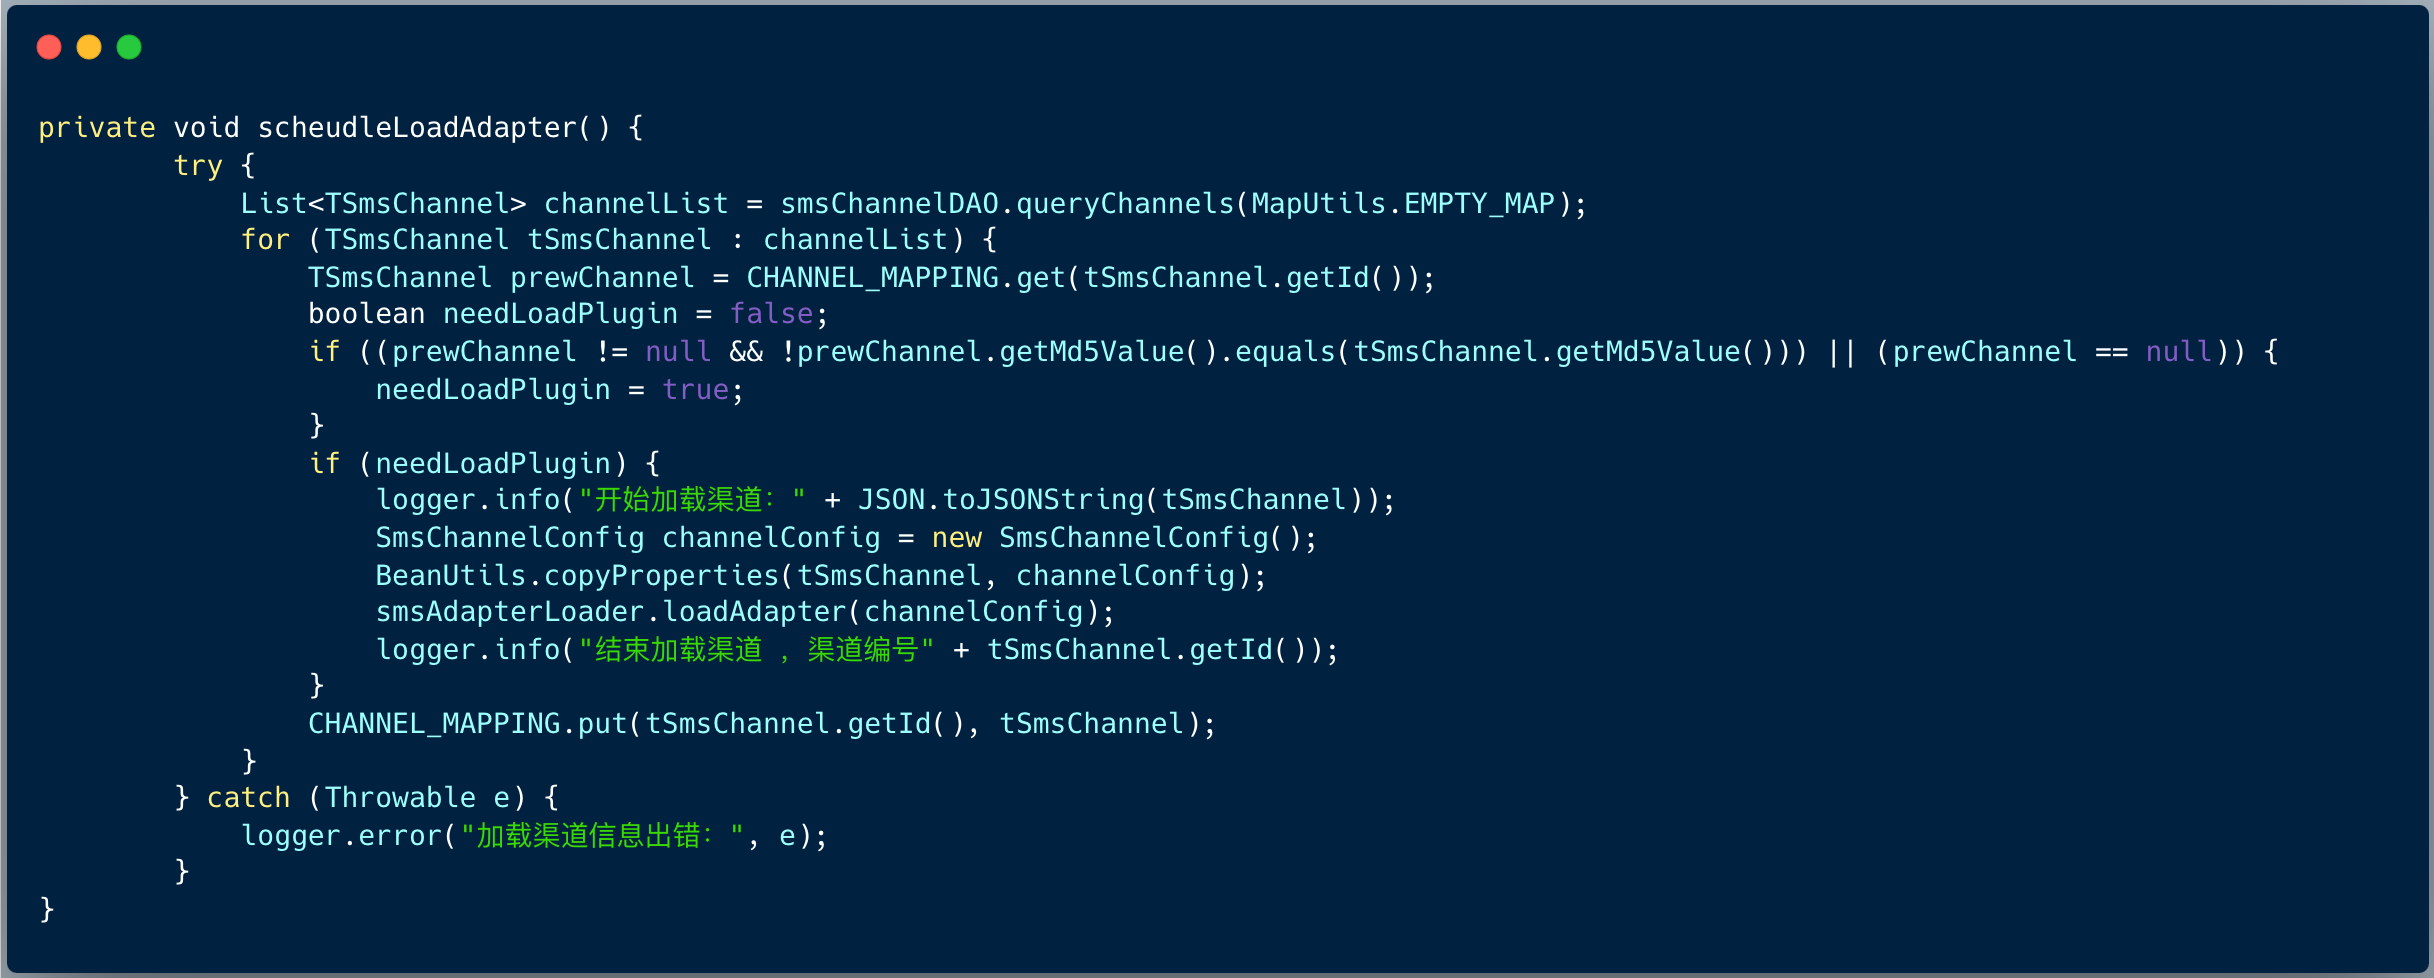 private void scheudleLoadAdapter() {
        try {
            List<TSmsChannel> channelList = smsChannelDAO.queryChannels(MapUtils.EMPTY_MAP);
            for (TSmsChannel tSmsChannel : channelList) {
                TSmsChannel prewChannel = CHANNEL_MAPPING.get(tSmsChannel.getId());
                boolean needLoadPlugin = false;
                if ((prewChannel != null && !prewChannel.getMd5Value().equals(tSmsChannel.getMd5Value())) || (prewChannel == null)) {
                    needLoadPlugin = true;
                }
                if (needLoadPlugin) {
                    logger.info("开始加载渠道：" + JSON.toJSONString(tSmsChannel));
                    SmsChannelConfig channelConfig = new SmsChannelConfig();
                    BeanUtils.copyProperties(tSmsChannel, channelConfig);
                    smsAdapterLoader.loadAdapter(channelConfig);
                    logger.info("结束加载渠道 ，渠道编号" + tSmsChannel.getId());
                }
                CHANNEL_MAPPING.put(tSmsChannel.getId(), tSmsChannel);
            }
        } catch (Throwable e) {
            logger.error("加载渠道信息出错：", e);
        }
}